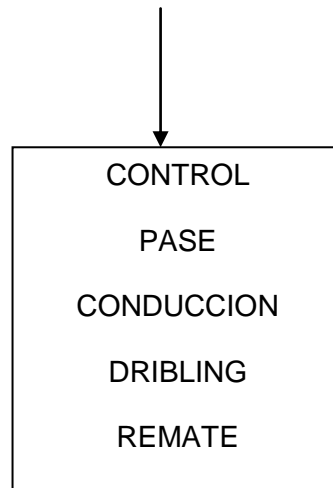 CONTROL
PASE
CONDUCCION
DRIBLING
REMATE